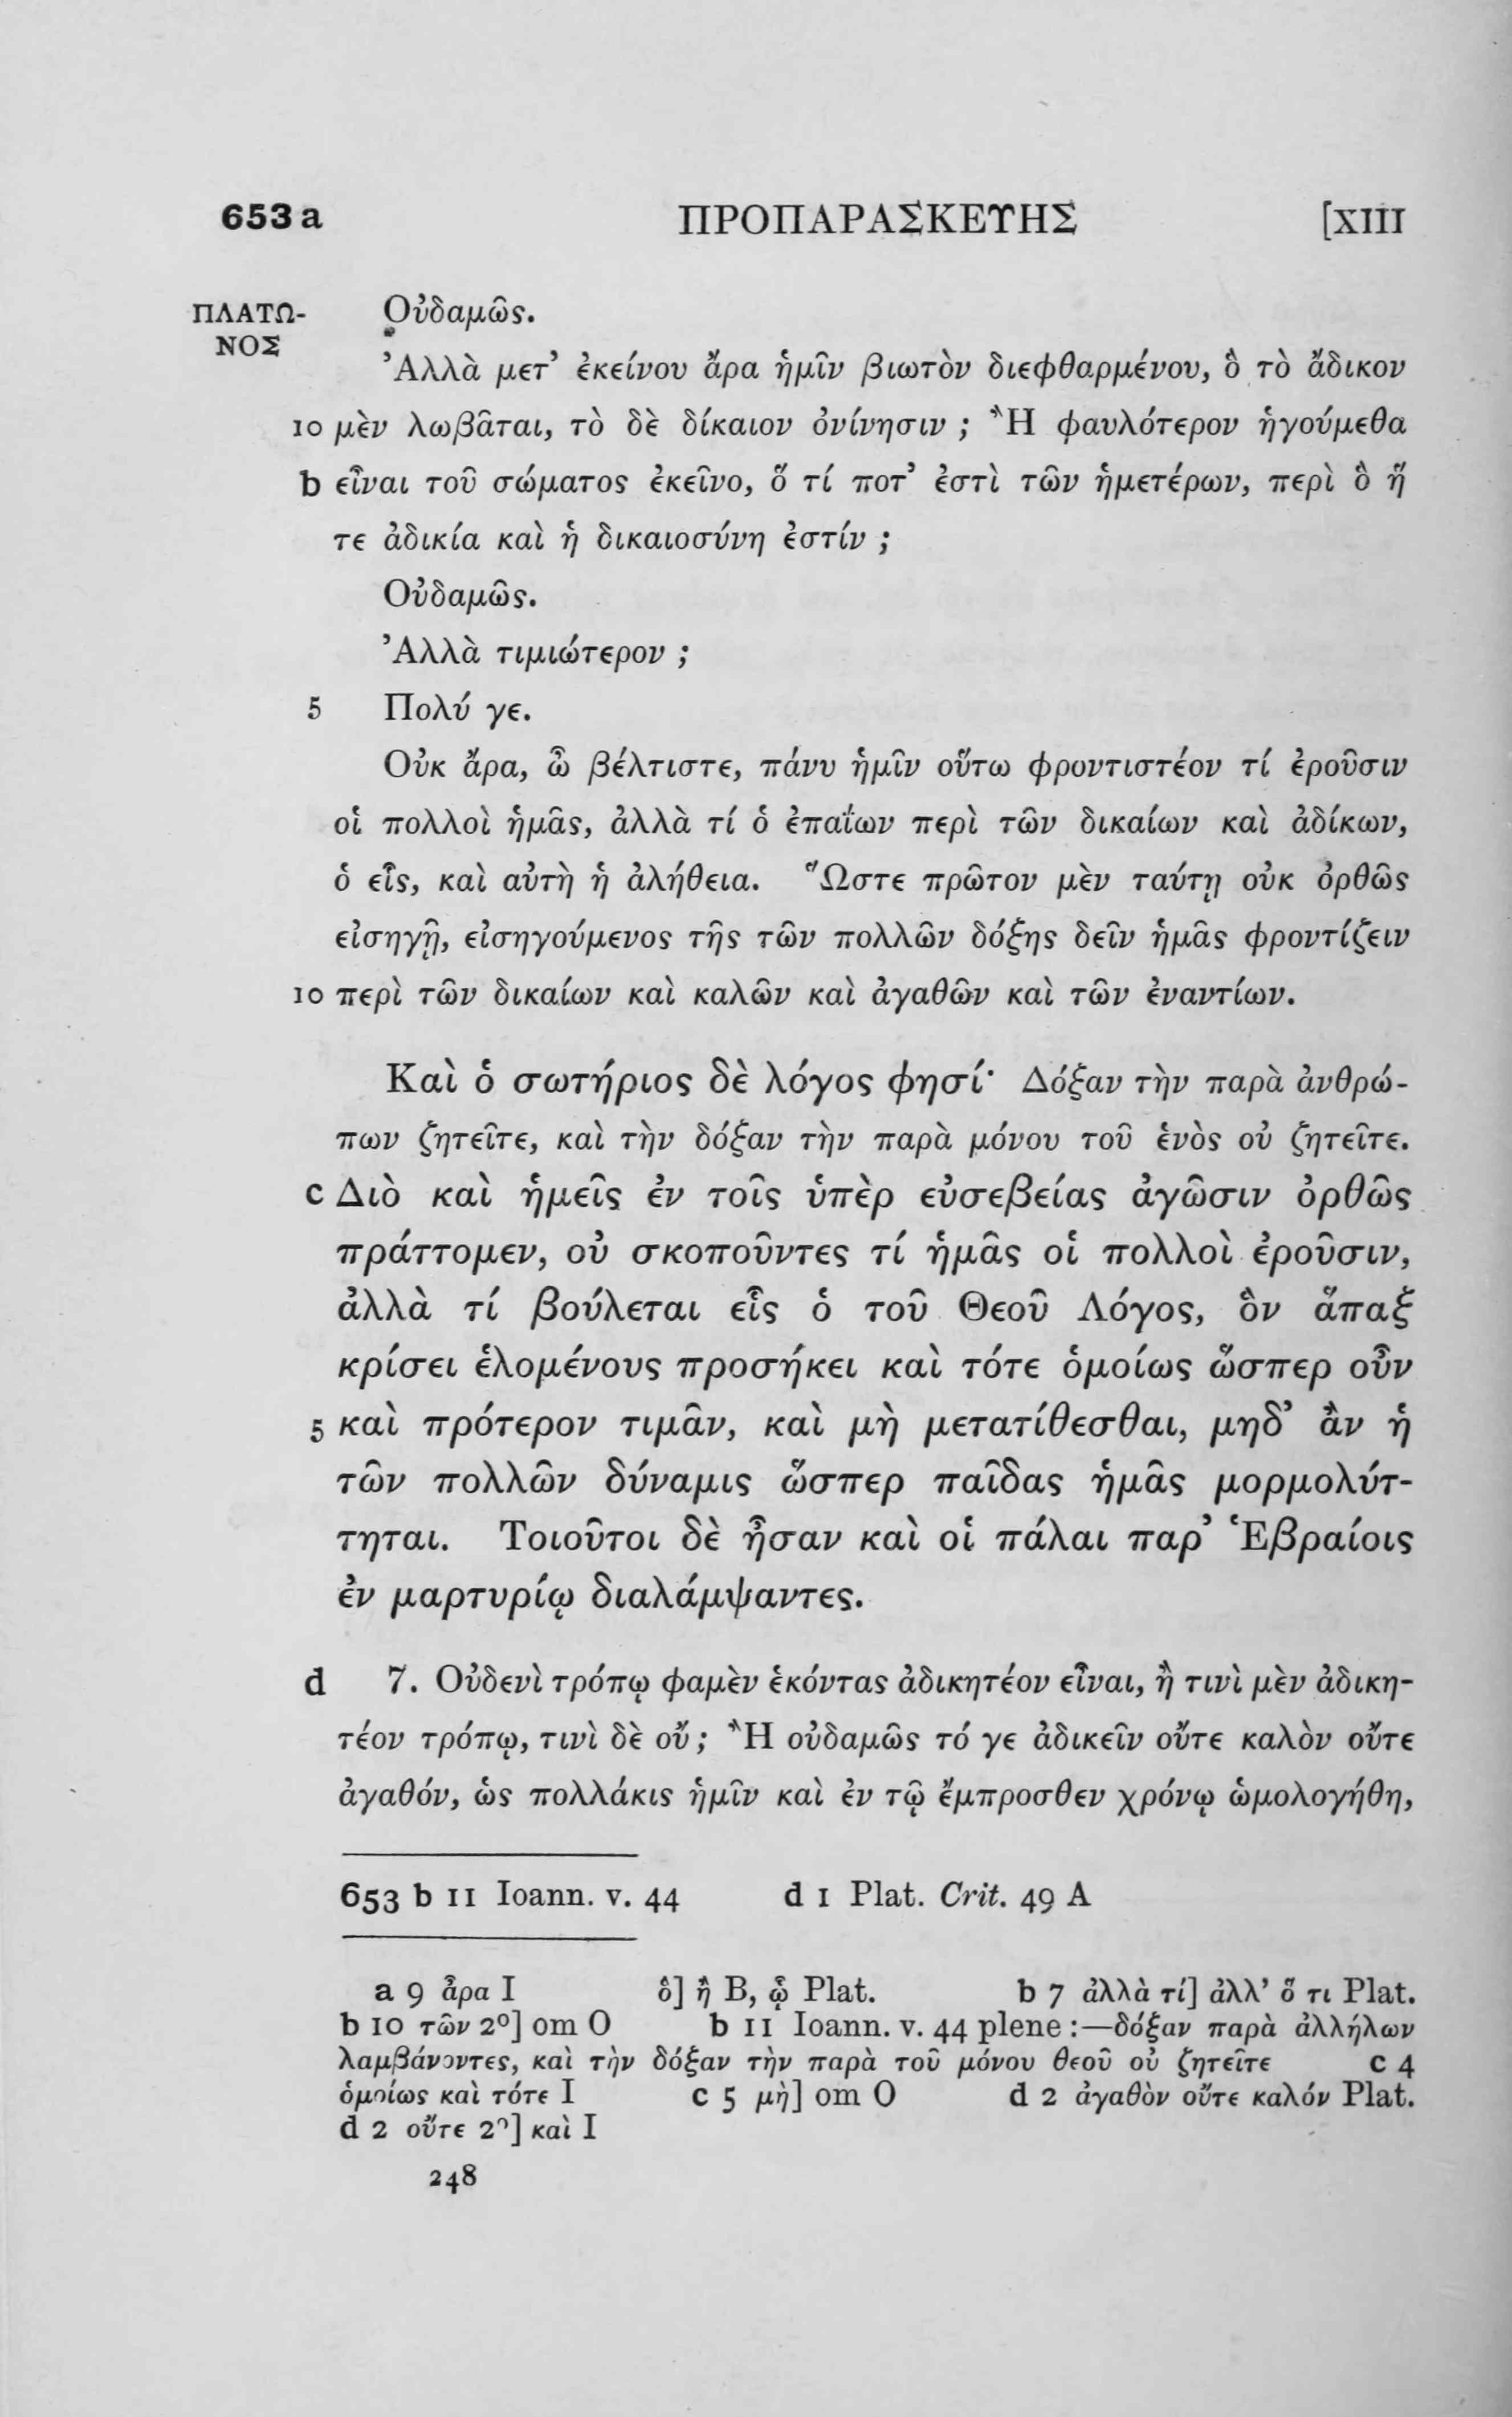 653 a ΠΡΟΠΑΡΑΣΚΕΥΗΣ [XIII
ΠΛΑΤΩ- Οὐδαμῶς.
ΝΟΣ
Ἀλλὰ μετ’ ἐκείνου ἄρα ἡμῖν βιωτὸν διεφθαρμένου, ὃ τὸ ἄδικον
10 μὲν λωβᾶται, τὸ δὲ δίκαιον ὀνίνησιν ; Ἢ φαυλότερον ἡγούμεθα
b εἶναι τοῦ σώματος ἐκεῖνο, ὅ τί ποτ’ ἐστὶ τῶν ἡμετέρων, περὶ ὃ ἥ
τε ἀδικία καὶ ἡ δικαιοσύνη ἐστίν ;
Οὐδαμῶς.
Ἀλλὰ τιμιώτερον ;
5 Πολύ γε.
Οὐκ ἄρα, ὦ βέλτιστε, πάνυ ἡμῖν οὕτω φροντιστέον τί ἐροῦσιν
οἱ πολλοὶ ἡμᾶς, ἀλλὰ τί ὁ ἐπαΐων περὶ τῶν δικαίων καὶ ἀδίκων,
ὁ εἷς, καὶ αὐτὴ ἡ ἀλήθεια. Ὥστε πρῶτον μὲν ταύτῃ οὐκ ὀρθῶς
εἰσηγῇ, εἰσηγούμενος τῆς τῶν πολλῶν δόξης δεῖν ἡμᾶς φροντίζειν
10 περὶ τῶν δικαίων καὶ καλῶν καὶ ἀγαθῶν καὶ τῶν ἐναντίων.
Καὶ ὁ σωτήριος δὲ λόγος φησί· Δόξαν τὴν παρὰ ἀνθρώ-
πων ζητεῖτε, καὶ τὴν δόξαν τὴν παρὰ μόνου τοῦ ἑνὸς οὐ ζητεῖτε.
c Διὸ καὶ ἡμεῖς ἐν τοῖς ὑπὲρ εὐσεβείας ἀγῶσιν ὀρθῶς
πράττομεν, οὐ σκοποῦντες τί ἡμᾶς οἱ πολλοὶ ἐροῦσιν,
ἀλλὰ τί βούλεται εἷς ὁ τοῦ Θεοῦ Λόγος, ὃν ἅπαξ
κρίσει ἑλομένους προσήκει καὶ τότε ὁμοίως ὥσπερ οὖν
5 καὶ πρότερον τιμᾶν, καὶ μὴ μετατίθεσθαι, μηδ’ ἂν ἡ
τῶν πολλῶν δύναμις ὥσπερ παῖδας ἡμᾶς μορμολύτ-
τηται. Τοιοῦτοι δὲ ἦσαν καὶ οἱ πάλαι παρ’ Ἑβραίοις
ἐν μαρτυρίῳ διαλάμψαντες.
d 7. Οὐδενὶ τρόπῳ φαμὲν ἑκόντας ἀδικητέον εἶναι, ἢ τινὶ μὲν ἀδικη-
τέον τρόπῳ, τινὶ δὲ οὔ ; Ἢ οὐδαμῶς τό γε ἀδικεῖν οὔτε καλὸν οὔτε
ἀγαθόν, ὡς πολλάκις ἡμῖν καὶ ἐν τῷ ἔμπροσθεν χρόνῳ ὡμολογήθη,
653 b 11 Ioann. v. 44 d 1 Plat. Crit. 49 A
a 9 ἆρα I ὃ] ἢ B, ᾧ Plat. b 7 ἀλλὰ τί] ἀλλ’ ὅ τι Plat.
b 10 τῶν 2º] om O b 11 Ioann. v. 44 plene :—δόξαν παρὰ ἀλλήλων
λαμβάνοντες, καὶ τὴν δόξαν τὴν παρὰ τοῦ μόνου θεοῦ οὐ ζητεῖτε c 4
ὁμοίως καὶ τότε I c 5 μὴ] om O d 2 ἀγαθὸν οὔτε καλόν Plat.
d 2 οὔτε 2º] καὶ I
248